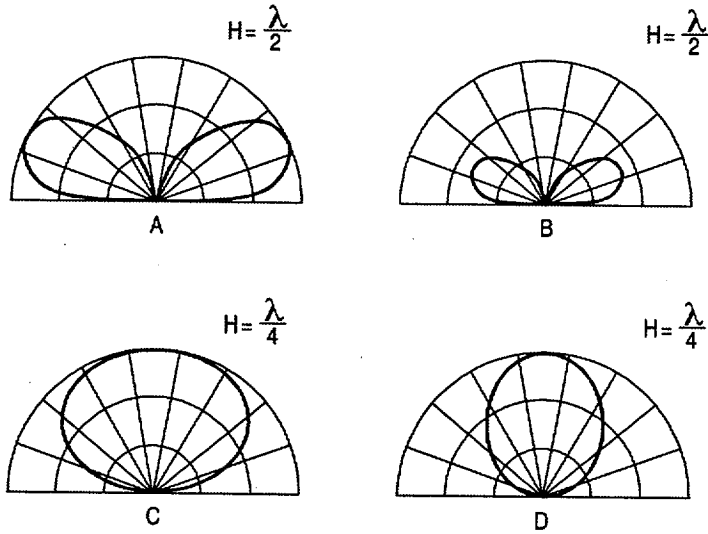 H = λ/2
H = λ/2
A
B
H = λ/4
H = λ/4
C
D